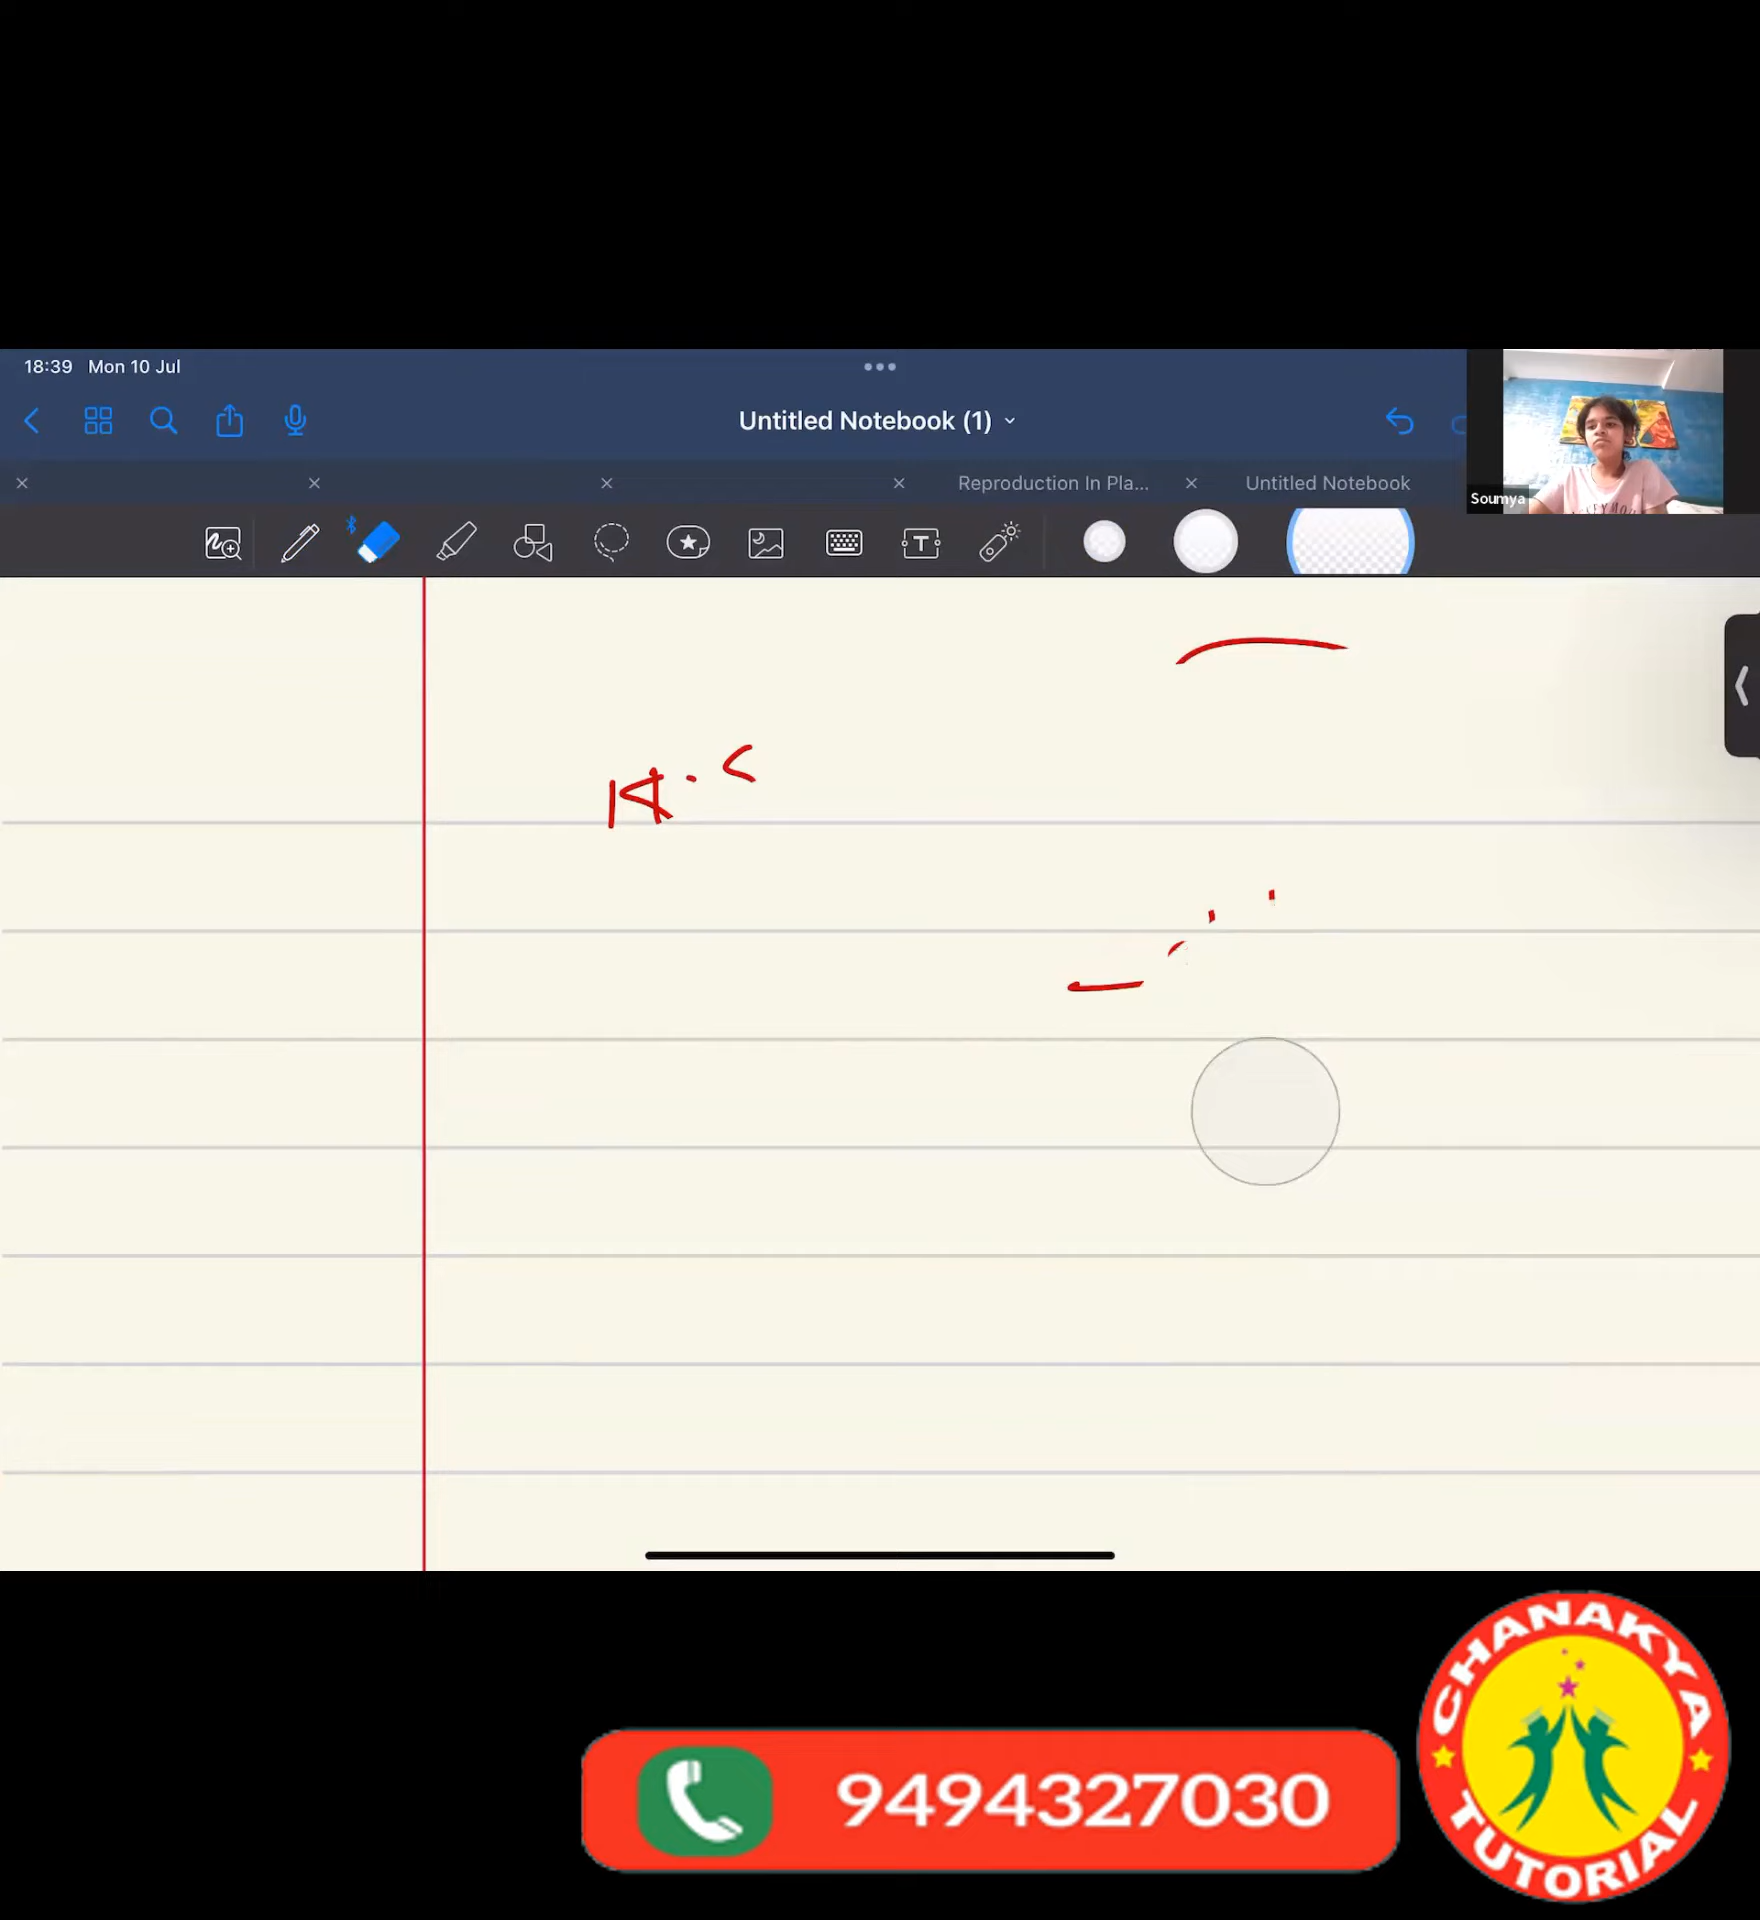 18:39 Mon 10 Jul
Untitled Notebook (1)
Reproduction In Pla...
Untitled Notebook
Soumya
T
9494327030
CHANAKYA
TUTORIAL